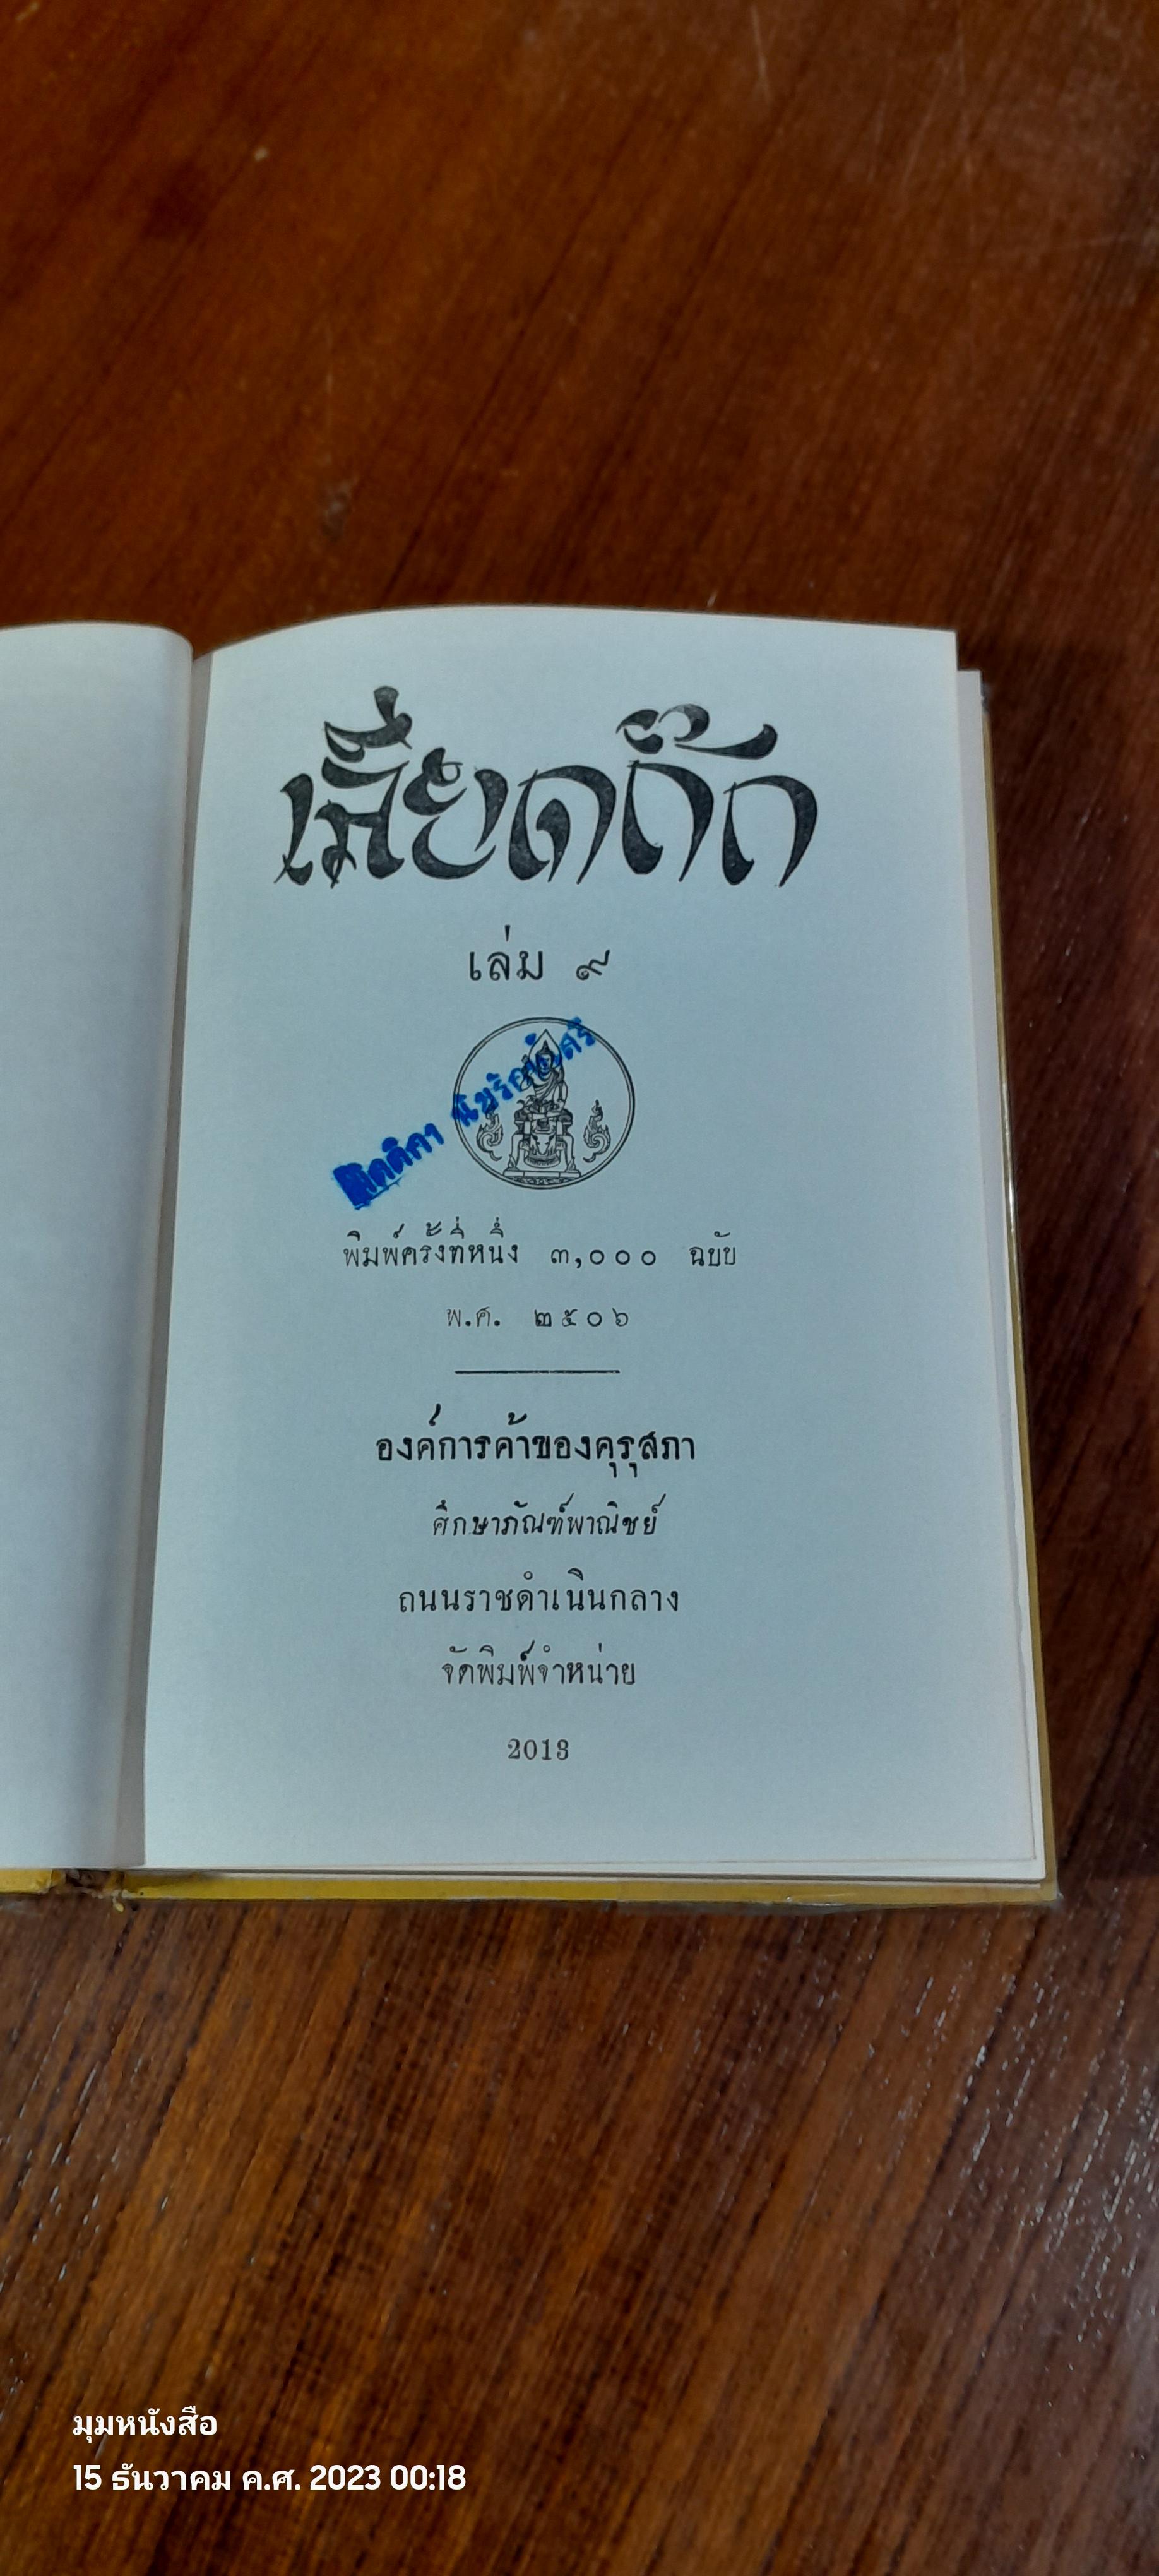 เลี่ยดก๊ก
เล่ม ๙
พิมพ์ครั้งที่หนึ่ง ๓,๐๐๐ ฉบับ
พ.ศ. ๒๕๐๖
องค์การค้าของคุรุสภา
ศึกษาภัณฑ์พาณิชย์
ถนนราชดำเนินกลาง
จัดพิมพ์จำหน่าย
2013
มุมหนังสือ
15 ธันวาคม ค.ศ. 2023 00:18